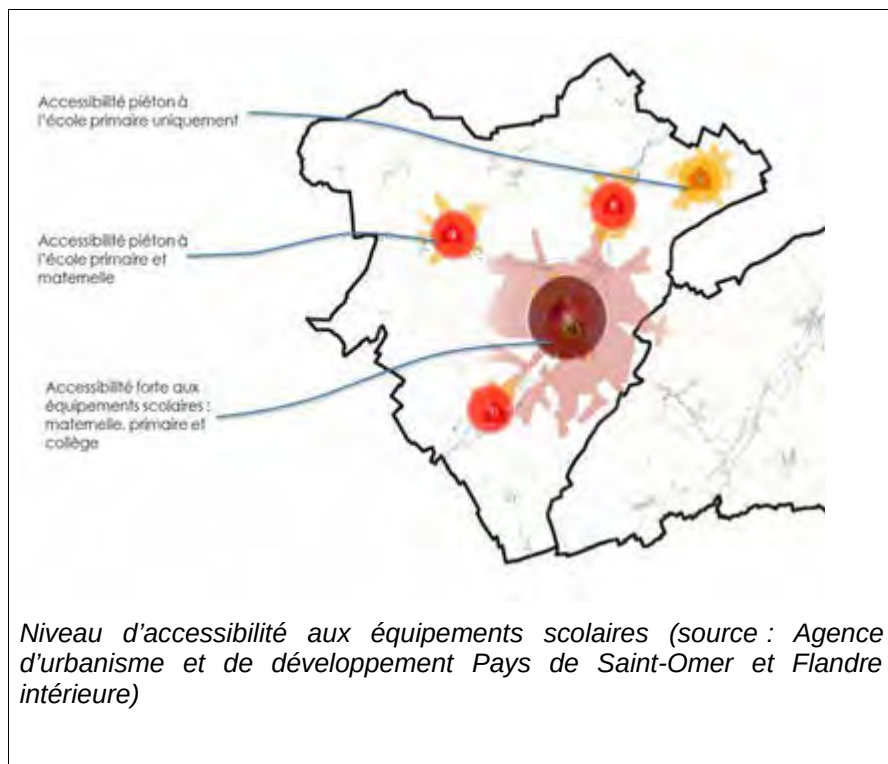 Accessibilité piéton à
l'école primaire uniquement
Accessibilité piéton à
l'école primaire et
maternelle
Accessibilité forte aux
équipements scolaires :
maternelle, primaire et
collège
Niveau d'accessibilité aux équipements scolaires (source : Agence
d'urbanisme et de développement Pays de Saint-Omer et Flandre
intérieure)